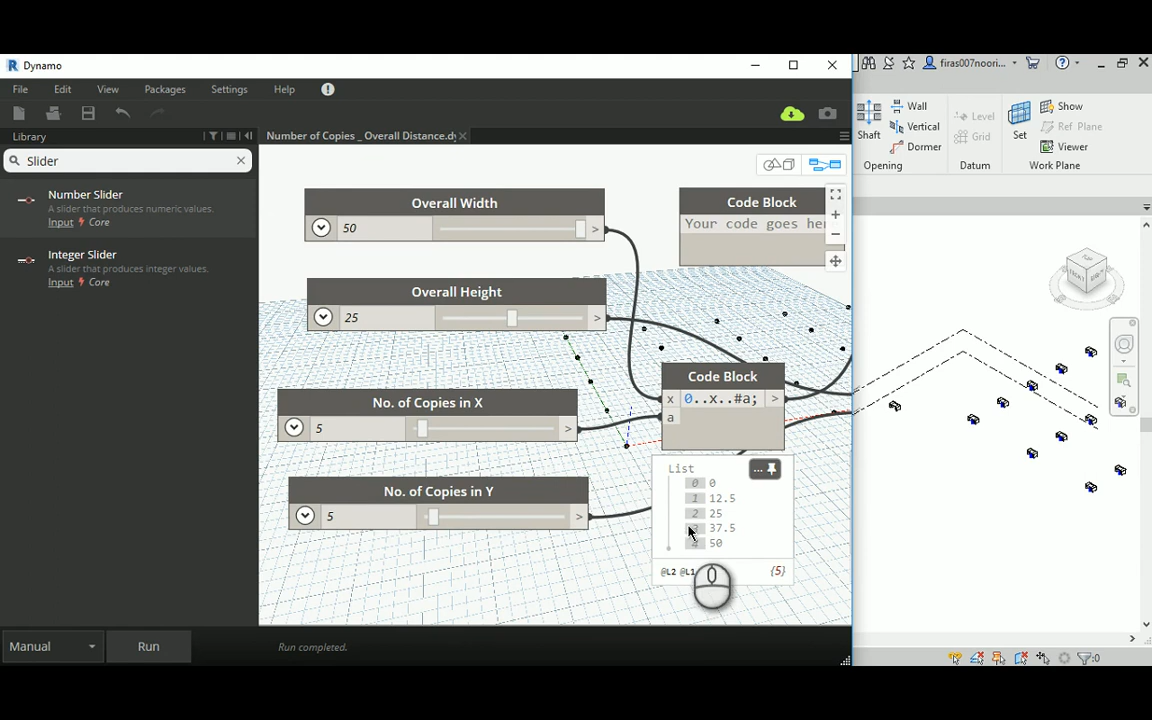 Dynamo
File Edit View Packages Settings Help
Library
Number of Copies _ Overall Distance.dy
Slider
Number Slider
A slider that produces numeric values.
Input Core
Integer Slider
A slider that produces integer values.
Input Core
Overall Width
50 >
Code Block
Your code goes her
Overall Height
25 >
No. of Copies in X
5 >
Code Block
x 0..x..#a; >
a
No. of Copies in Y
5 >
List ...
0 0
1 12.5
2 25
37.5
4 50
@L2 @L1 {5}
Manual Run Run completed.
firas007noori...
Shaft
Wall
Vertical
Dormer
Opening
Level
Grid
Datum
Set
Show
Ref Plane
Viewer
Work Plane
FRONT
:0